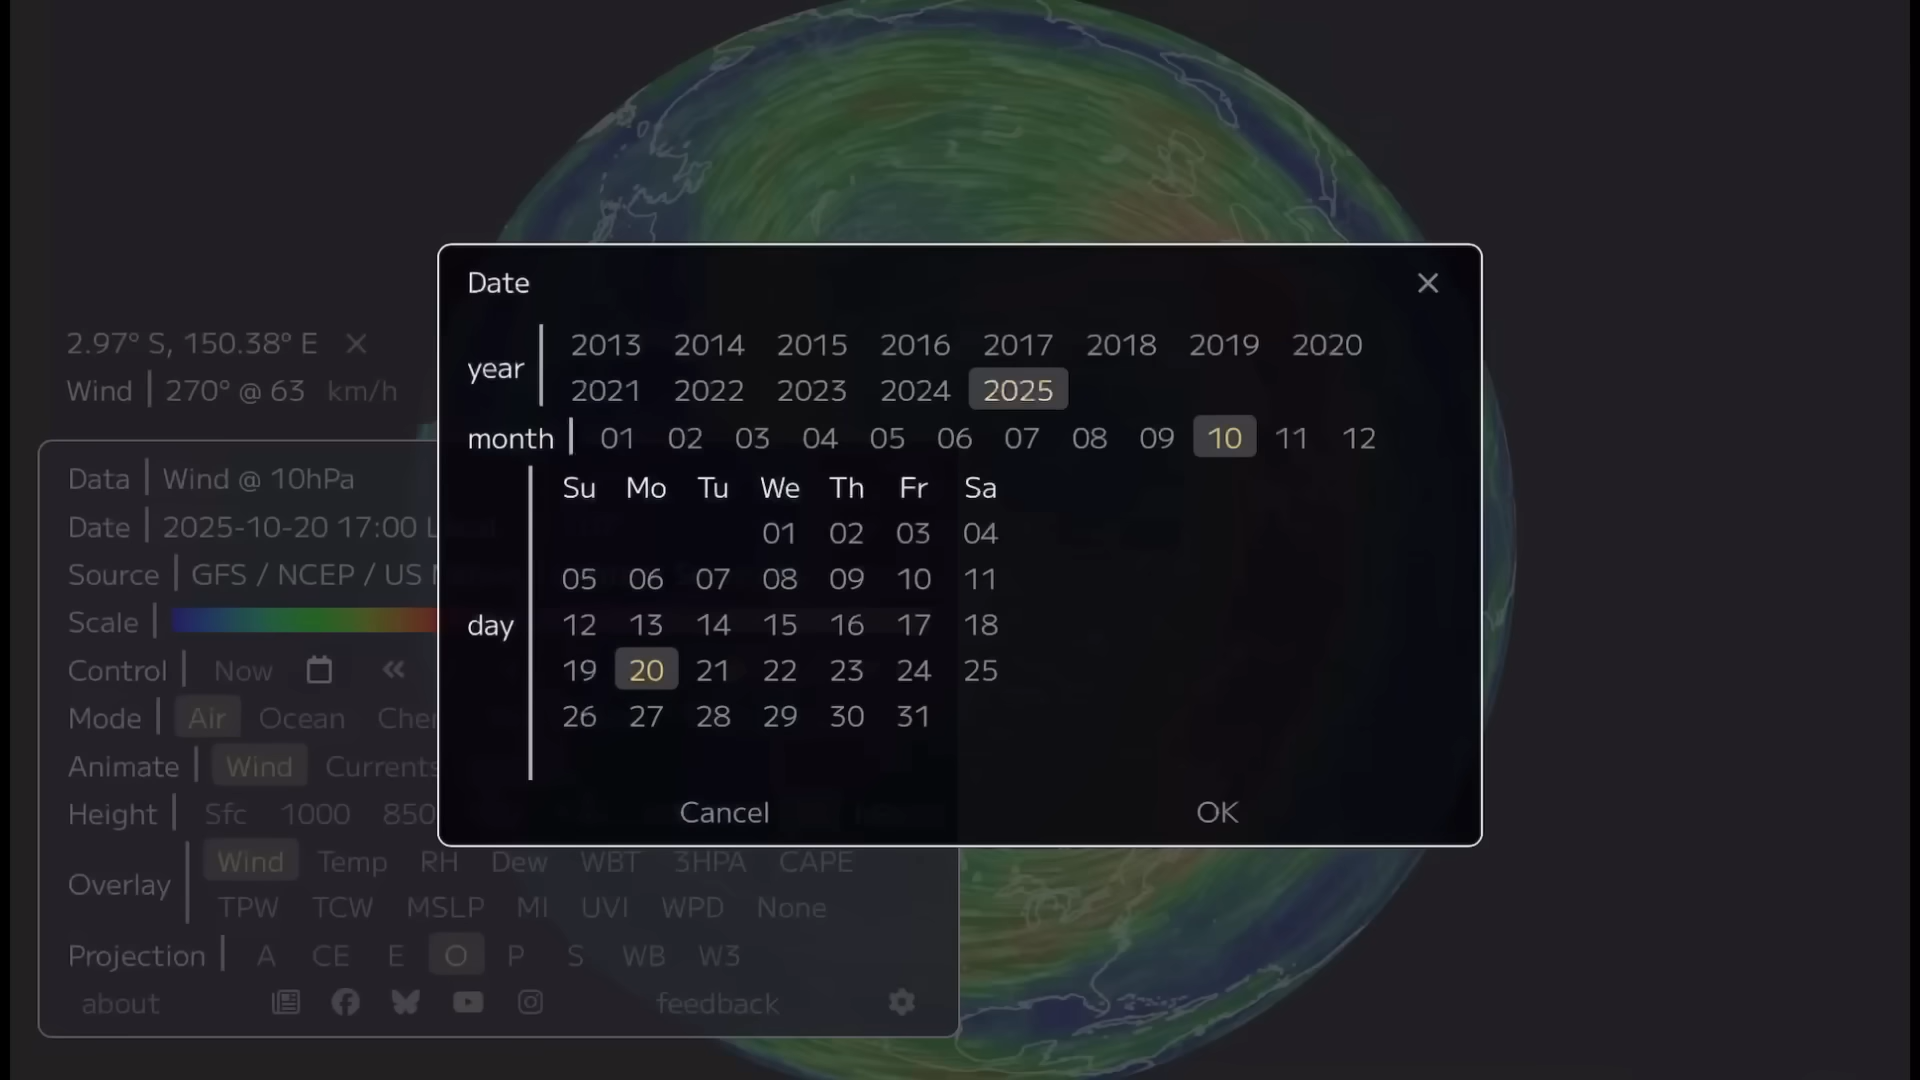 Date ×
year
2013 2014 2015 2016 2017 2018 2019 2020
2021 2022 2023 2024 2025
month 01 02 03 04 05 06 07 08 09 10 11 12
day
Su Mo Tu We Th Fr Sa
01 02 03 04
05 06 07 08 09 10 11
12 13 14 15 16 17 18
19 20 21 22 23 24 25
26 27 28 29 30 31
Cancel OK
2.97° S, 150.38° E ×
Wind 270° @ 63 km/h
Data Wind @ 10hPa
Date 2025-10-20 17:00
Source GFS / NCEP / US
Scale
Control Now «
Mode Air Ocean
Animate Wind Currents
Height Sfc 1000 850
Overlay
Wind Temp RH Dew WBT 3HPA CAPE
TPW TCW MSLP MI UVI WPD None
Projection A CE E O P S WB W3
about feedback